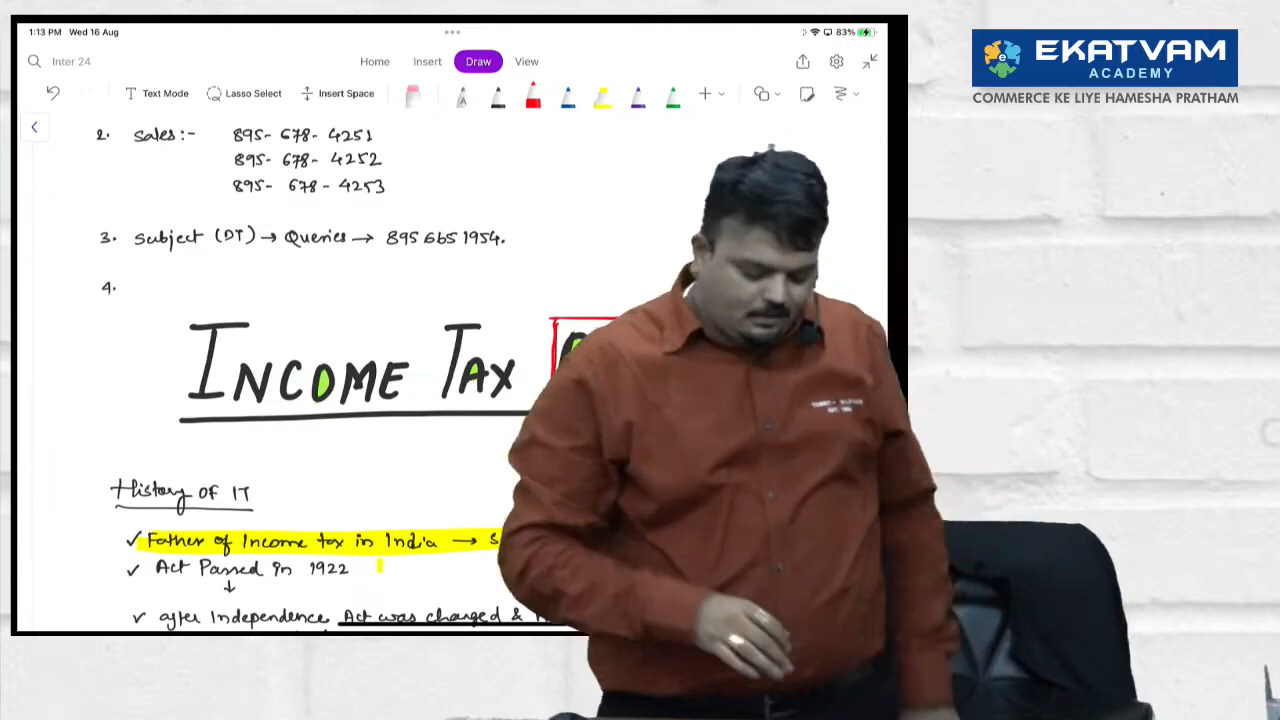 1:13 PM Wed 16 Aug
83%
Inter 24
Home Insert Draw View
Text Mode Lasso Select Insert Space
2. Sales:- 895-678-4251
895-678-4252
895-678-4253
3. Subject (DT) → Queries → 895 665 1954.
4.
INCOME TAX
History OF IT
✓ Father of Income tax in India →
✓ Act Passed in 1922
↓
✓ after Independence Act was changed &
EKATVAM
ACADEMY
COMMERCE KE LIYE HAMESHA PRATHAM